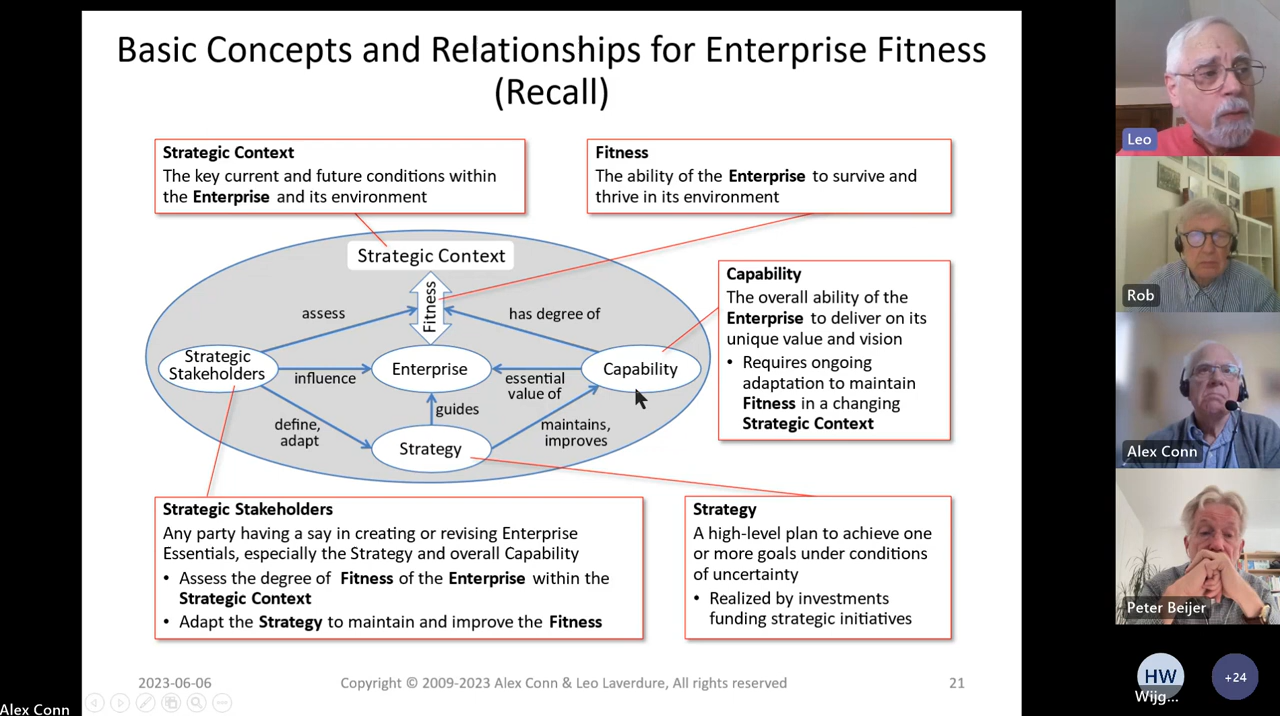 Basic Concepts and Relationships for Enterprise Fitness
(Recall)
Strategic Context
The key current and future conditions within
the Enterprise and its environment
Fitness
The ability of the Enterprise to survive and
thrive in its environment
Strategic Context
Fitness
assess
has degree of
Strategic
Stakeholders
influence
Enterprise
essential
value of
Capability
guides
define,
adapt
Strategy
maintains,
improves
Capability
The overall ability of the
Enterprise to deliver on its
unique value and vision
• Requires ongoing
adaptation to maintain
Fitness in a changing
Strategic Context
Strategic Stakeholders
Any party having a say in creating or revising Enterprise
Essentials, especially the Strategy and overall Capability
• Assess the degree of Fitness of the Enterprise within the
Strategic Context
• Adapt the Strategy to maintain and improve the Fitness
Strategy
A high-level plan to achieve one
or more goals under conditions
of uncertainty
• Realized by investments
funding strategic initiatives
2023-06-06
Copyright © 2009-2023 Alex Conn & Leo Laverdure, All rights reserved
21
Alex Conn
Leo
Rob
Alex Conn
Peter Beijer
HW
Wijg...
+24